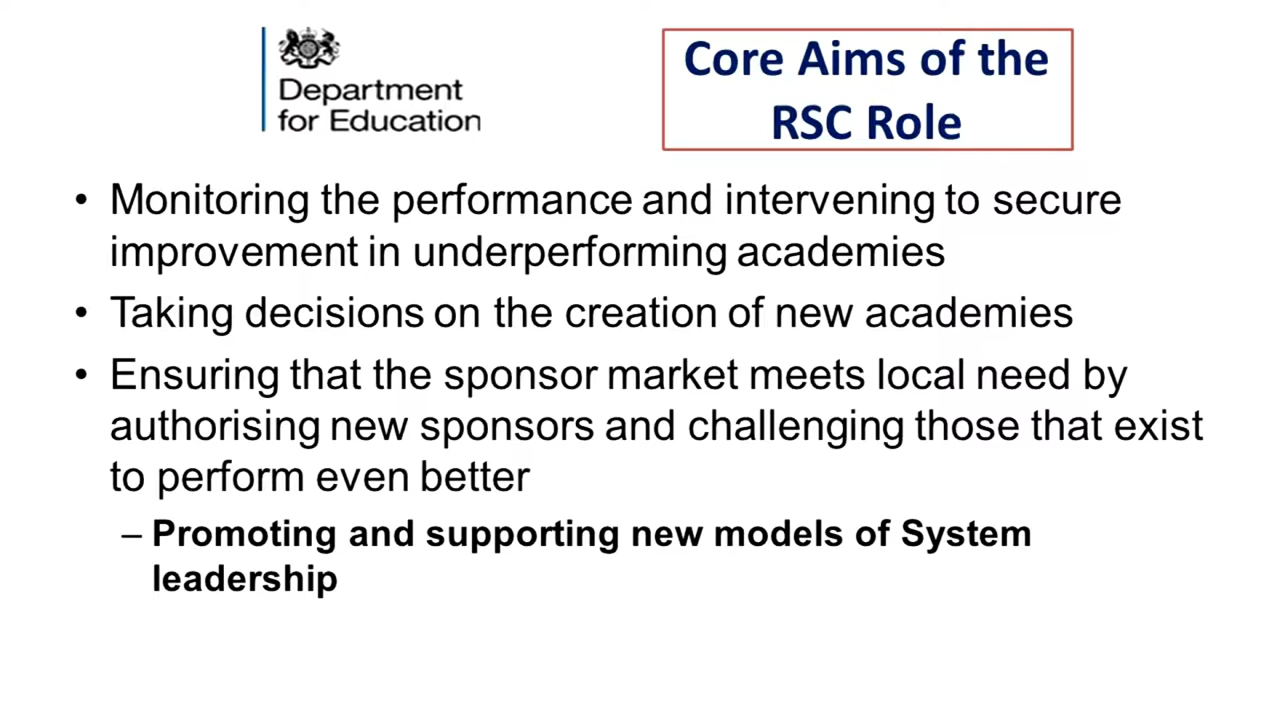 Department
for Education
Core Aims of the
RSC Role
• Monitoring the performance and intervening to secure
improvement in underperforming academies
• Taking decisions on the creation of new academies
• Ensuring that the sponsor market meets local need by
authorising new sponsors and challenging those that exist
to perform even better
– Promoting and supporting new models of System
leadership